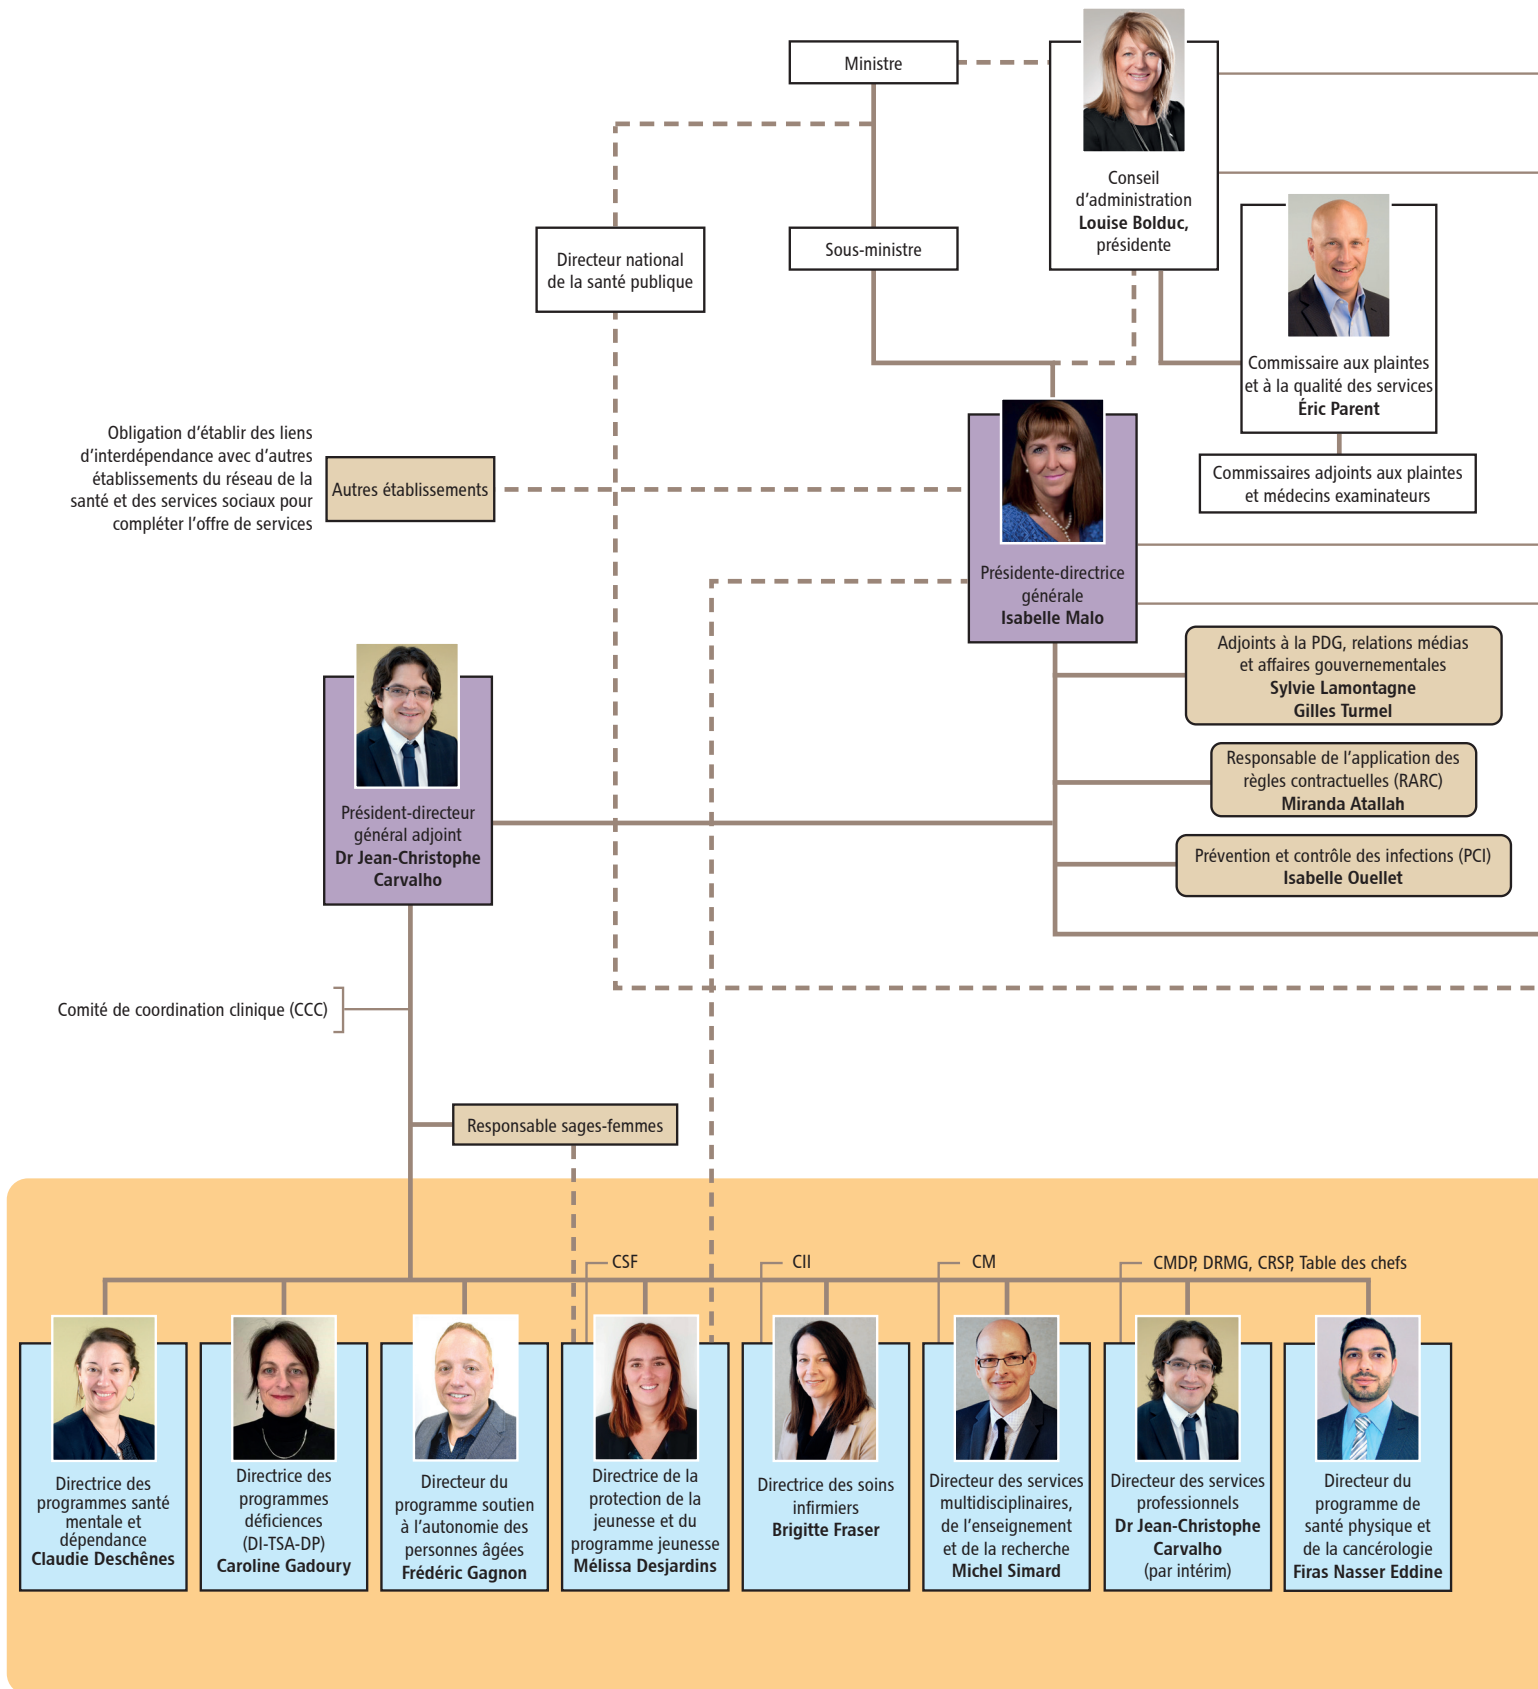 Ministre
Conseil
d'administration
Louise Bolduc,
présidente
Directeur national
de la santé publique
Sous-ministre
Commissaire aux plaintes
et à la qualité des services
Éric Parent
Commissaires adjoints aux plaintes
et médecins examinateurs
Obligation d'établir des liens
d'interdépendance avec d'autres
établissements du réseau de la
santé et des services sociaux pour
compléter l'offre de services
Autres établissements
Présidente-directrice
générale
Isabelle Malo
Adjoints à la PDG, relations médias
et affaires gouvernementales
Sylvie Lamontagne
Gilles Turmel
Responsable de l'application des
règles contractuelles (RARC)
Miranda Atallah
Prévention et contrôle des infections (PCI)
Isabelle Ouellet
Président-directeur
général adjoint
Dr Jean-Christophe
Carvalho
Comité de coordination clinique (CCC)
Responsable sages-femmes
CSF
CII
CM
CMDP, DRMG, CRSP, Table des chefs
Directrice des
programmes santé
mentale et
dépendance
Claudie Deschênes
Directrice des
programmes
déficiences
(DI-TSA-DP)
Caroline Gadoury
Directeur du
programme soutien
à l'autonomie des
personnes âgées
Frédéric Gagnon
Directrice de la
protection de la
jeunesse et du
programme jeunesse
Mélissa Desjardins
Directrice des soins
infirmiers
Brigitte Fraser
Directeur des services
multidisciplinaires,
de l'enseignement
et de la recherche
Michel Simard
Directeur des services
professionnels
Dr Jean-Christophe
Carvalho
(par intérim)
Directeur du
programme de
santé physique et
de la cancérologie
Firas Nasser Eddine